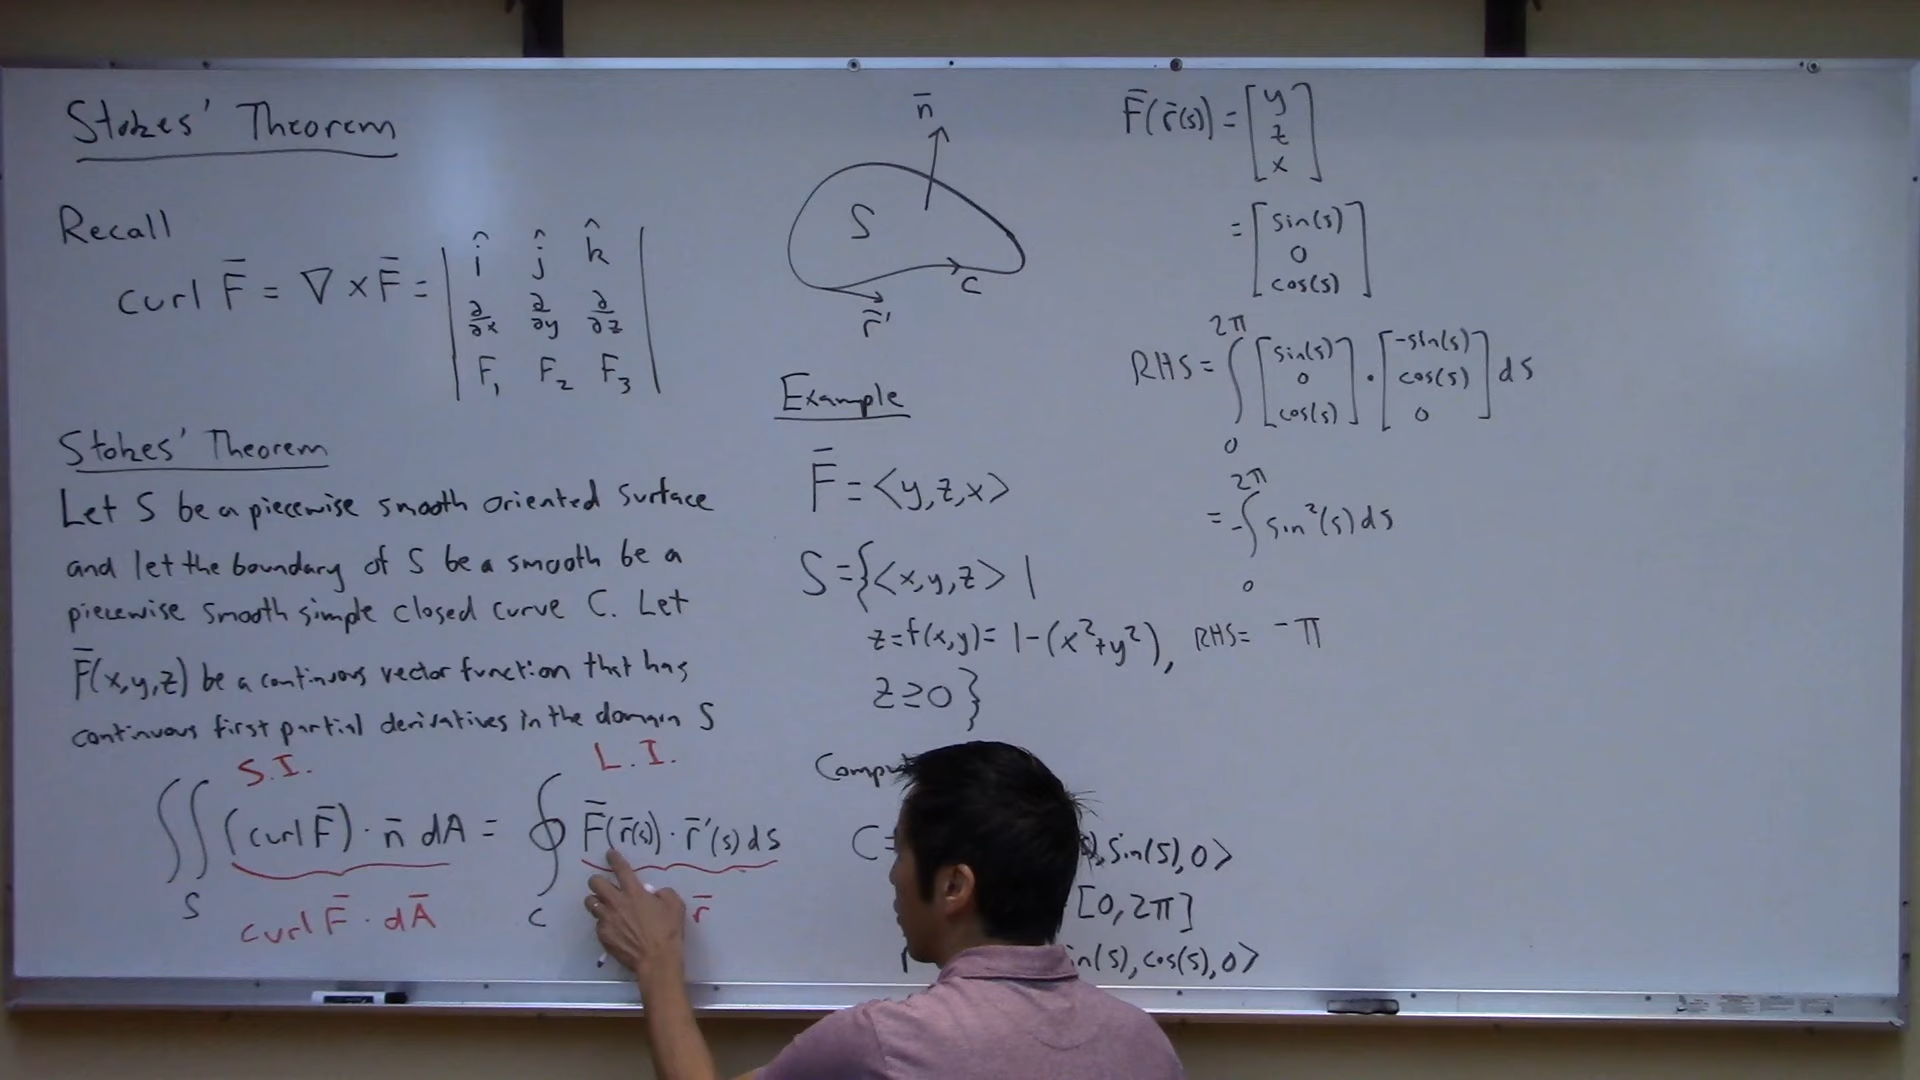 Stokes' Theorem
Recall
curl F̄ = ∇ × F̄ = | î ĵ k̂ |
∂/∂x ∂/∂y ∂/∂z
F₁ F₂ F₃
Stokes' Theorem
Let S be a piecewise smooth oriented surface
and let the boundary of S be a smooth be a
piecewise smooth simple closed curve C. Let
F̄(x,y,z) be a continuous vector function that has
continuous first partial derivatives in the domain S
S.I. L.I.
∬ (curl F̄) · n̄ dA = ∮ F̄(r̄(s)) · r̄'(s) ds
S C
curl F̄ · dĀ r̄
n̄
S
C
r̄'
Example
F̄ = <y,z,x>
S = {<x,y,z> |
z = f(x,y) = 1-(x²+y²),
z ≥ 0}
C =
, sin(s), 0>
[0, 2π]
in(s), cos(s), 0>
F̄(r̄(s)) = [y
z
x]
= [sin(s)
0
cos(s)]
RHS = ∫₀^2π [sin(s) 0 cos(s)] · [-sin(s) cos(s) 0] ds
= -∫₀^2π sin²(s) ds
RHS = -π